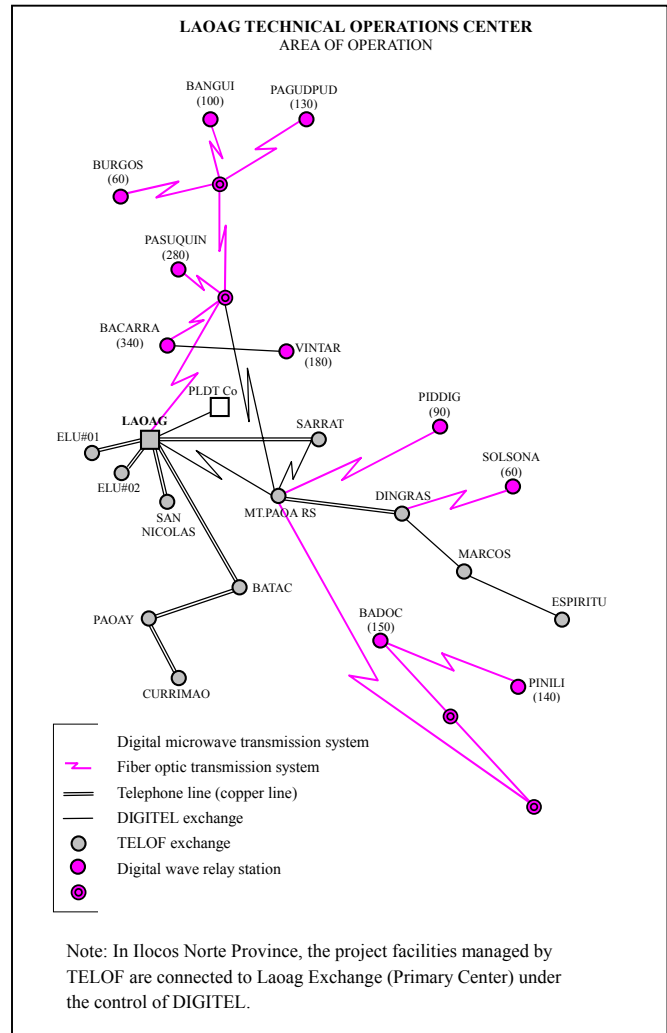 LAOAG TECHNICAL OPERATIONS CENTER
AREA OF OPERATION
BANGUI
(100)
PAGUDPUD
(130)
BURGOS
(60)
PASUQUIN
(280)
BACARRA
(340)
VINTAR
(180)
PLDT Co
LAOAG
SARRAT
PIDDIG
(90)
ELU#01
ELU#02
SAN
NICOLAS
SOLSONA
(60)
MT.PAOA RS
DINGRAS
MARCOS
BATAC
ESPIRITU
PAOAY
BADOC
(150)
CURRIMAO
PINILI
(140)
Digital microwave transmission system
Fiber optic transmission system
Telephone line (copper line)
DIGITEL exchange
TELOF exchange
Digital wave relay station
Note: In Ilocos Norte Province, the project facilities managed by
TELOF are connected to Laoag Exchange (Primary Center) under
the control of DIGITEL.